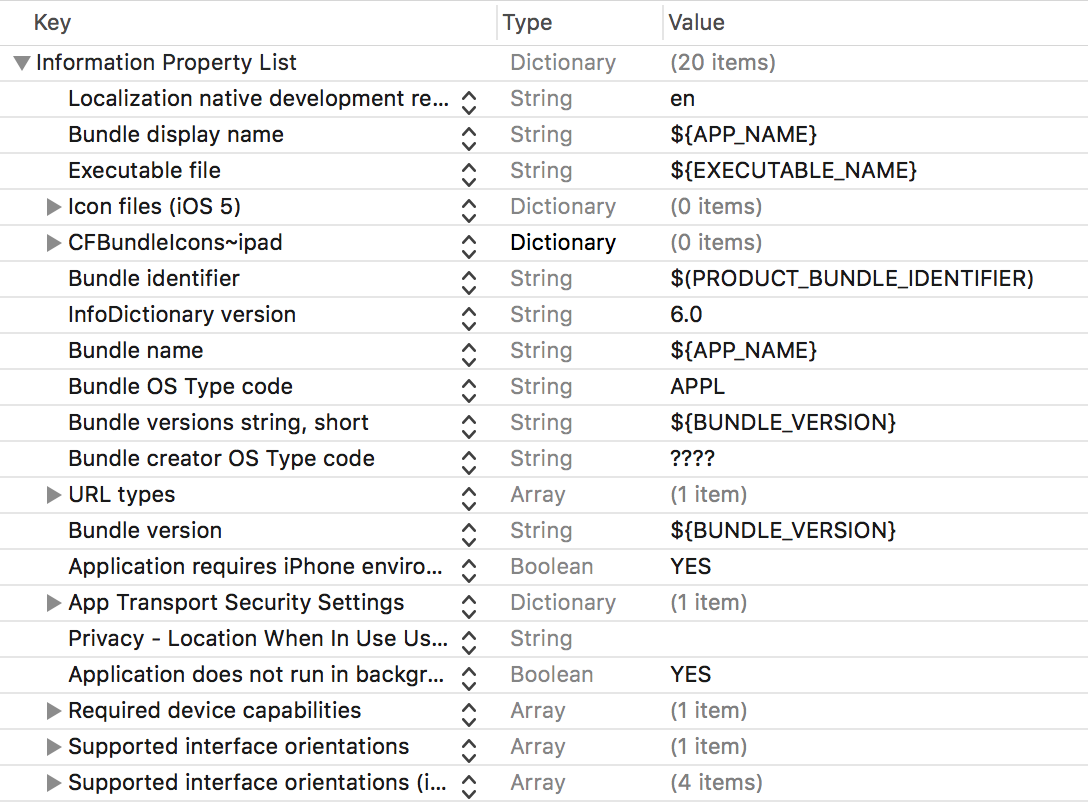 Key Type Value
Information Property List Dictionary (20 items)
Localization native development re... String en
Bundle display name String ${APP_NAME}
Executable file String ${EXECUTABLE_NAME}
Icon files (iOS 5) Dictionary (0 items)
CFBundleIcons~ipad Dictionary (0 items)
Bundle identifier String $(PRODUCT_BUNDLE_IDENTIFIER)
InfoDictionary version String 6.0
Bundle name String ${APP_NAME}
Bundle OS Type code String APPL
Bundle versions string, short String ${BUNDLE_VERSION}
Bundle creator OS Type code String ????
URL types Array (1 item)
Bundle version String ${BUNDLE_VERSION}
Application requires iPhone enviro... Boolean YES
App Transport Security Settings Dictionary (1 item)
Privacy - Location When In Use Us... String
Application does not run in backgr... Boolean YES
Required device capabilities Array (1 item)
Supported interface orientations Array (1 item)
Supported interface orientations (i... Array (4 items)